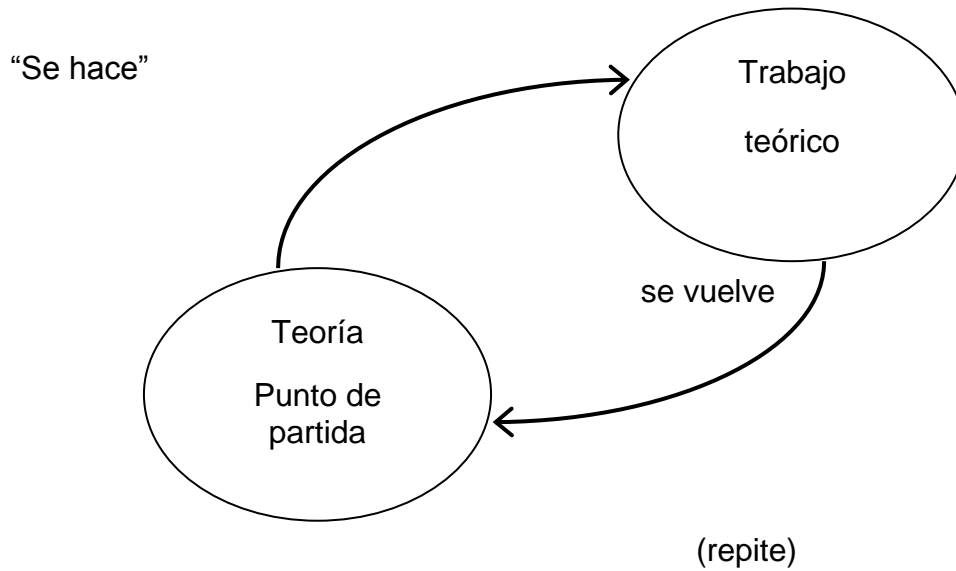 “Se hace”
Trabajo
teórico
se vuelve
Teoría
Punto de
partida
(repite)